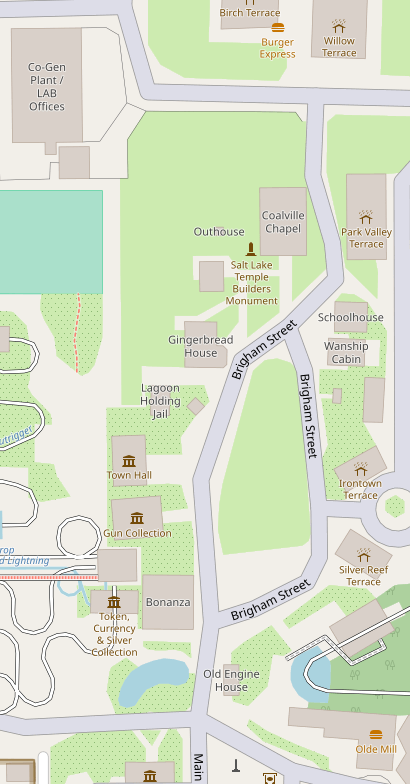 Birch Terrace
Burger
Express
Willow
Terrace
Co-Gen
Plant /
LAB
Offices
Coalville
Chapel
Outhouse
Park Valley
Terrace
Salt Lake
Temple
Builders
Monument
Schoolhouse
Brigham Street
Gingerbread
House
Wanship
Cabin
Brigham Street
Lagoon
Holding
Jail
utrigger
Town Hall
Irontown
Terrace
Gun Collection
rop
d Lightning
Silver Reef
Terrace
Token,
Currency
& Silver
Collection
Bonanza
Brigham Street
Old Engine
House
Olde Mill
Main